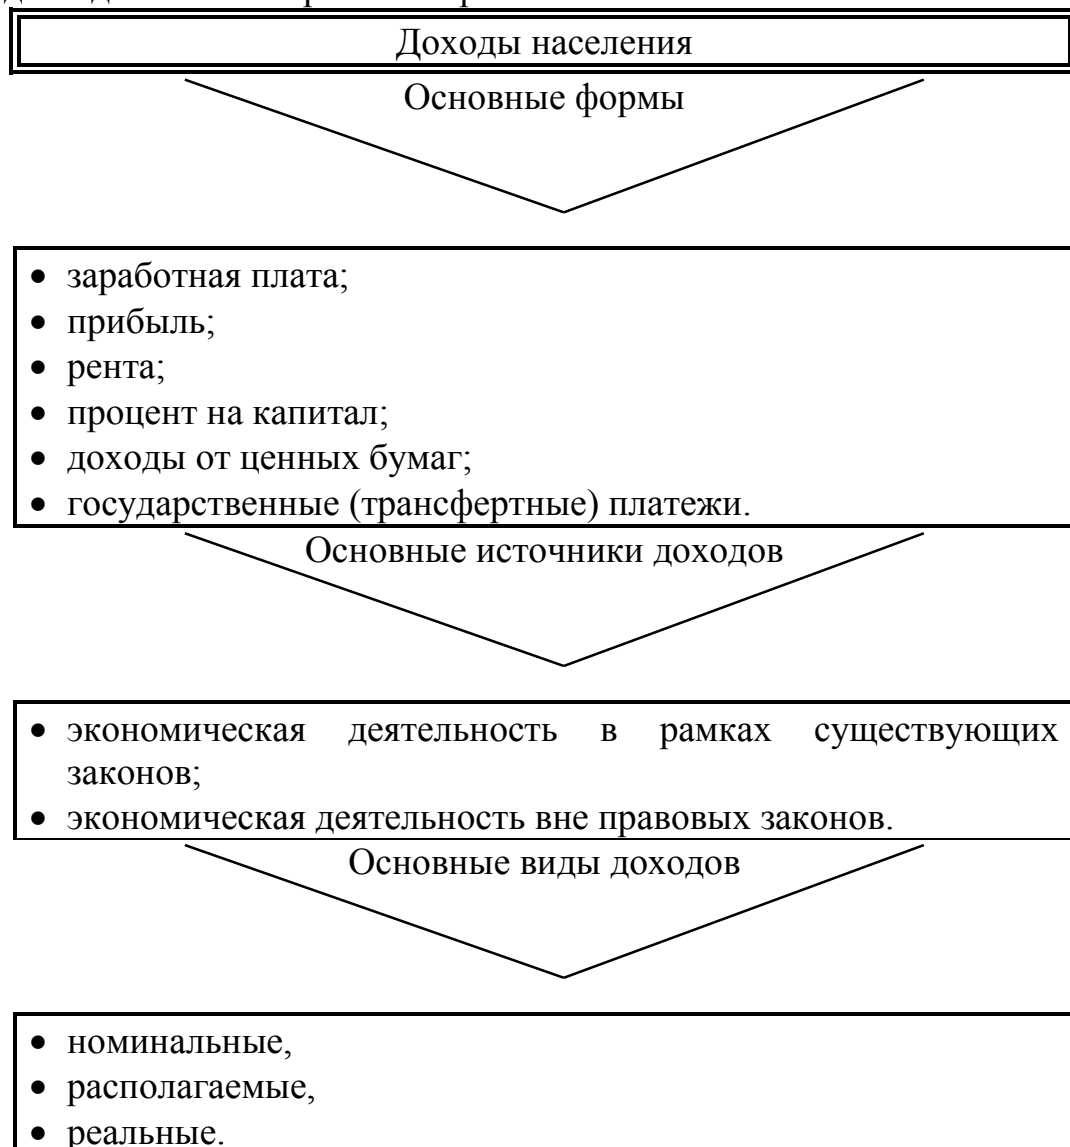 Доходы населения
Основные формы
• заработная плата;
• прибыль;
• рента;
• процент на капитал;
• доходы от ценных бумаг;
• государственные (трансфертные) платежи.
Основные источники доходов
• экономическая деятельность в рамках существующих
законов;
• экономическая деятельность вне правовых законов.
Основные виды доходов
• номинальные,
• располагаемые,
• реальные.